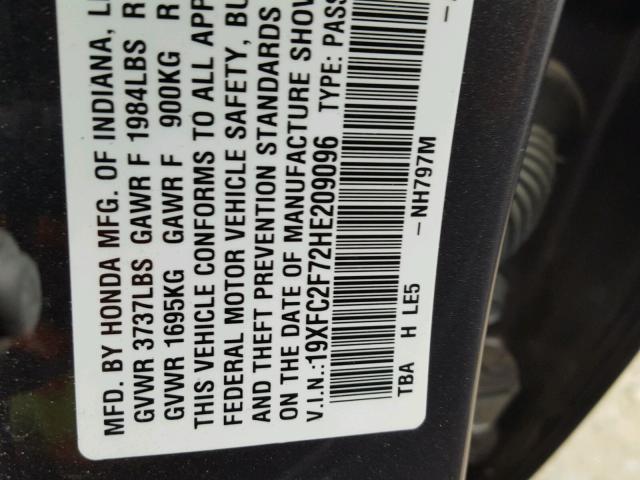 MFD. BY HONDA MFG. OF INDIANA, L
GVWR 3737LBS GAWR F 1984LBS R
GVWR 1695KG GAWR F 900KG R
THIS VEHICLE CONFORMS TO ALL APP
FEDERAL MOTOR VEHICLE SAFETY, BU
AND THEFT PREVENTION STANDARDS
ON THE DATE OF MANUFACTURE SHOW
V.I.N.:19XFC2F72HE209096 TYPE: PASS
TBA H LE5 -NH797M